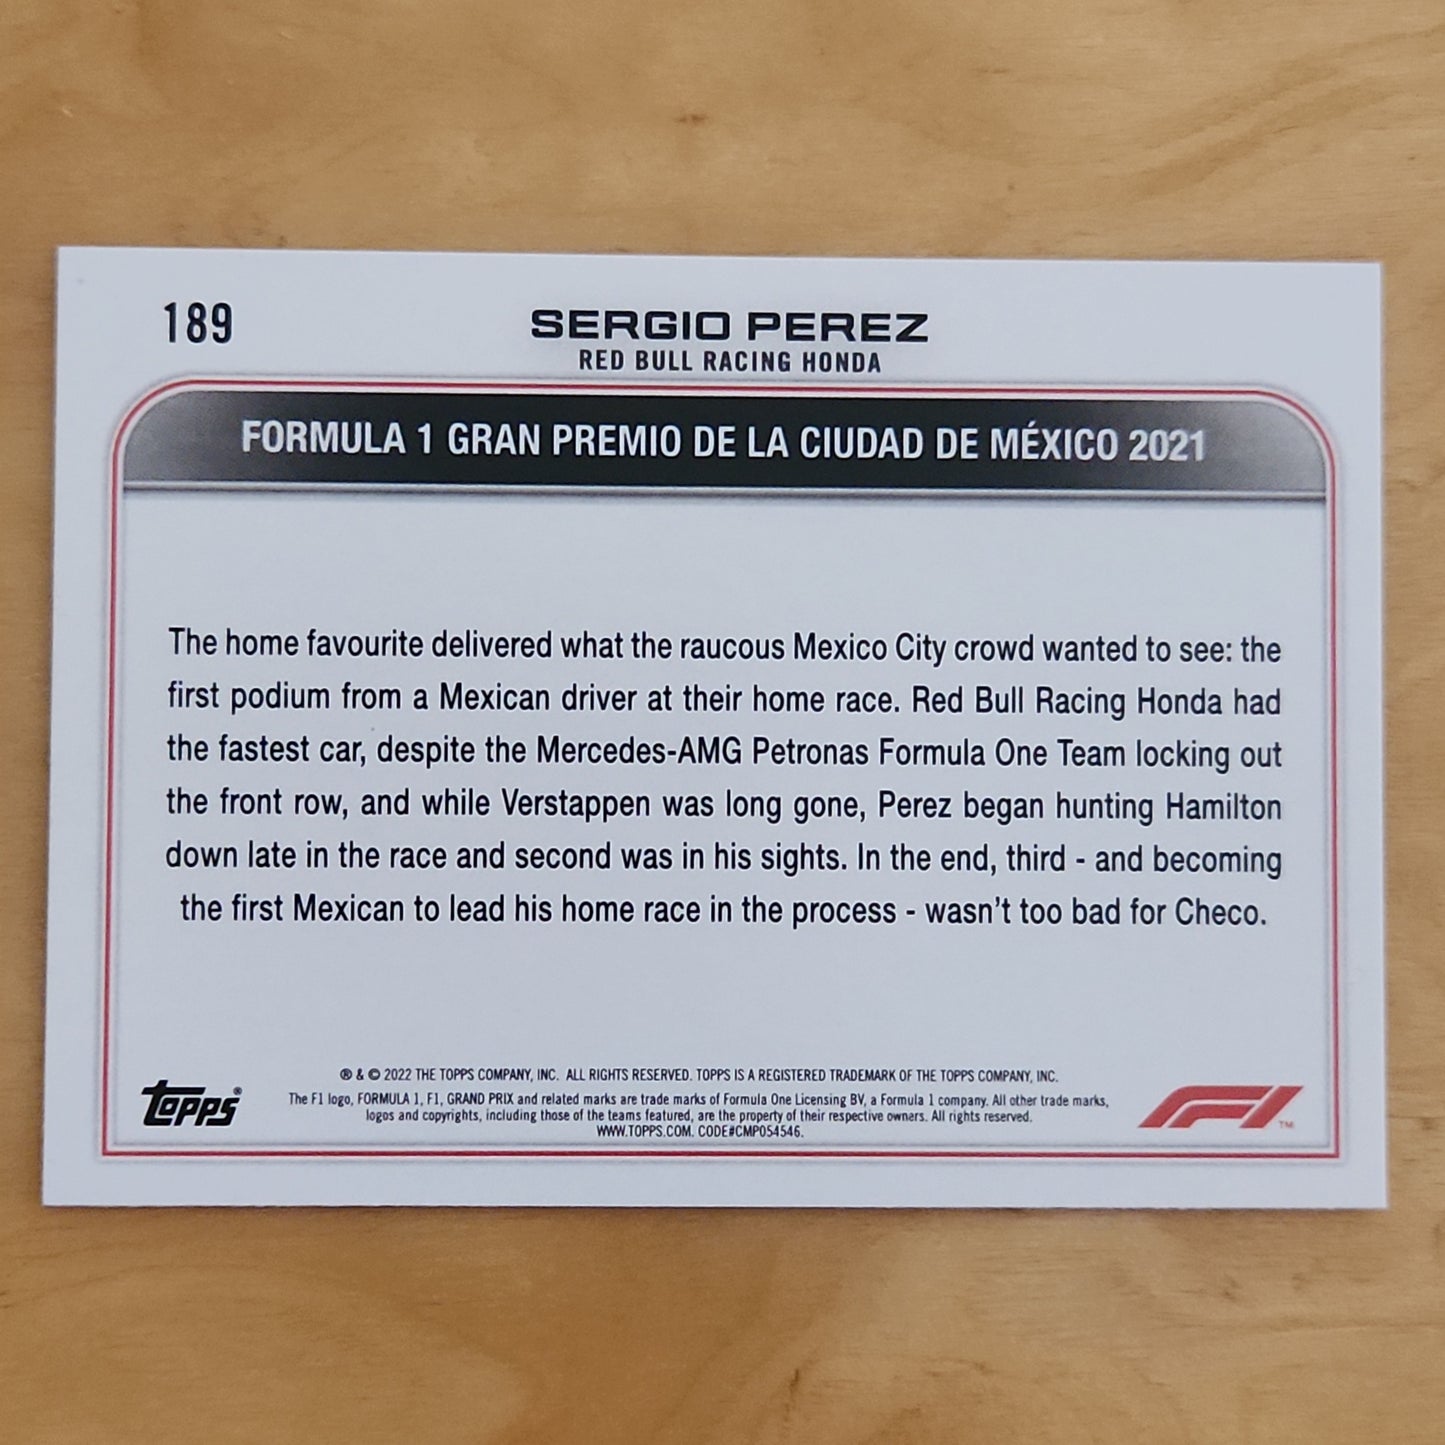 189
SERGIO PEREZ
RED BULL RACING HONDA
FORMULA 1 GRAN PREMIO DE LA CIUDAD DE MÉXICO 2021
The home favourite delivered what the raucous Mexico City crowd wanted to see: the
first podium from a Mexican driver at their home race. Red Bull Racing Honda had
the fastest car, despite the Mercedes-AMG Petronas Formula One Team locking out
the front row, and while Verstappen was long gone, Perez began hunting Hamilton
down late in the race and second was in his sights. In the end, third - and becoming
the first Mexican to lead his home race in the process - wasn't too bad for Checo.
® & © 2022 THE TOPPS COMPANY, INC. ALL RIGHTS RESERVED. TOPPS IS A REGISTERED TRADEMARK OF THE TOPPS COMPANY, INC.
The F1 logo, FORMULA 1, F1, GRAND PRIX and related marks are trade marks of Formula One Licensing BV, a Formula 1 company. All other trade marks,
logos and copyrights, including those of the teams featured, are the property of their respective owners. All rights reserved.
WWW.TOPPS.COM. CODE#CMP054546.
Topps®
F1™